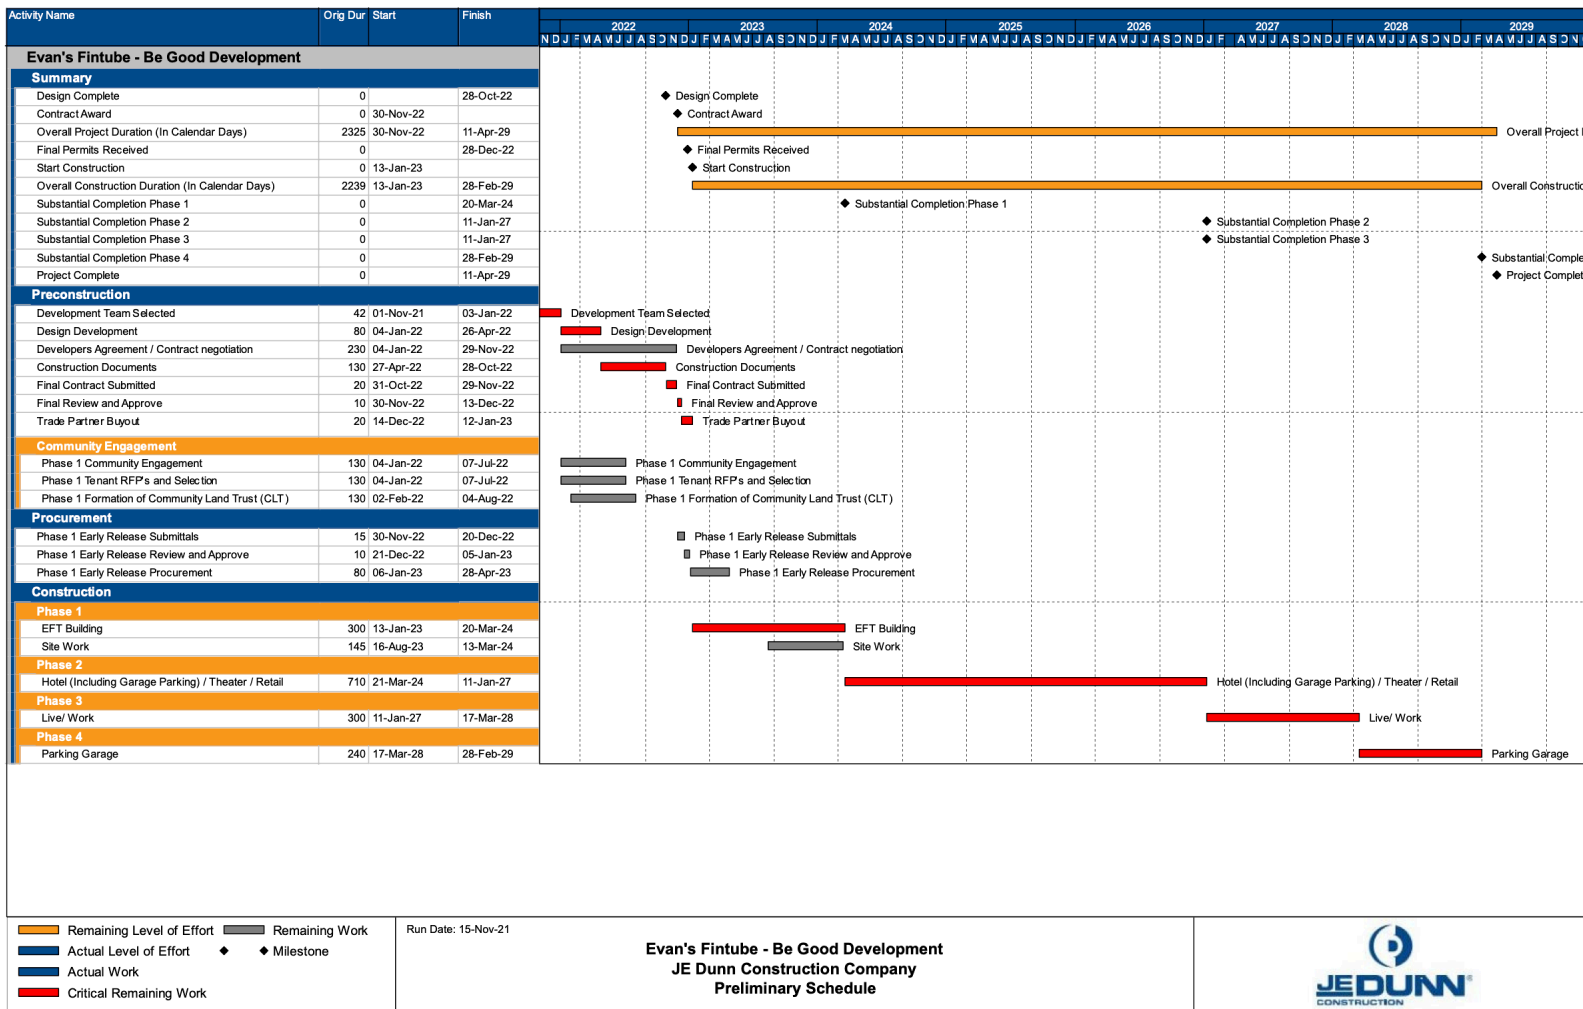 Activity Name Orig Dur Start Finish
2022 2023 2024 2025 2026 2027 2028 2029
Evan's Fintube - Be Good Development
Summary
Design Complete 0 28-Oct-22 Design Complete
Contract Award 0 30-Nov-22 Contract Award
Overall Project Duration (In Calendar Days) 2325 30-Nov-22 11-Apr-29 Overall Project
Final Permits Received 0 28-Dec-22 Final Permits Received
Start Construction 0 13-Jan-23 Start Construction
Overall Construction Duration (In Calendar Days) 2239 13-Jan-23 28-Feb-29 Overall Constructio
Substantial Completion Phase 1 0 20-Mar-24 Substantial Completion Phase 1
Substantial Completion Phase 2 0 11-Jan-27 Substantial Completion Phase 2
Substantial Completion Phase 3 0 11-Jan-27 Substantial Completion Phase 3
Substantial Completion Phase 4 0 28-Feb-29 Substantial Comple
Project Complete 0 11-Apr-29 Project Complet
Preconstruction
Development Team Selected 42 01-Nov-21 03-Jan-22 Development Team Selected
Design Development 80 04-Jan-22 26-Apr-22 Design Development
Developers Agreement / Contract negotiation 230 04-Jan-22 29-Nov-22 Developers Agreement / Contract negotiation
Construction Documents 130 27-Apr-22 28-Oct-22 Construction Documents
Final Contract Submitted 20 31-Oct-22 29-Nov-22 Final Contract Submitted
Final Review and Approve 10 30-Nov-22 13-Dec-22 Final Review and Approve
Trade Partner Buyout 20 14-Dec-22 12-Jan-23 Trade Partner Buyout
Community Engagement
Phase 1 Community Engagement 130 04-Jan-22 07-Jul-22 Phase 1 Community Engagement
Phase 1 Tenant RFP's and Selection 130 04-Jan-22 07-Jul-22 Phase 1 Tenant RFP's and Selection
Phase 1 Formation of Community Land Trust (CLT) 130 02-Feb-22 04-Aug-22 Phase 1 Formation of Community Land Trust (CLT)
Procurement
Phase 1 Early Release Submittals 15 30-Nov-22 20-Dec-22 Phase 1 Early Release Submittals
Phase 1 Early Release Review and Approve 10 21-Dec-22 05-Jan-23 Phase 1 Early Release Review and Approve
Phase 1 Early Release Procurement 80 06-Jan-23 28-Apr-23 Phase 1 Early Release Procurement
Construction
Phase 1
EFT Building 300 13-Jan-23 20-Mar-24 EFT Building
Site Work 145 16-Aug-23 13-Mar-24 Site Work
Phase 2
Hotel (Including Garage Parking) / Theater / Retail 710 21-Mar-24 11-Jan-27 Hotel (Including Garage Parking) / Theater / Retail
Phase 3
Live/ Work 300 11-Jan-27 17-Mar-28 Live/ Work
Phase 4
Parking Garage 240 17-Mar-28 28-Feb-29 Parking Garage
Remaining Level of Effort Remaining Work
Actual Level of Effort Milestone
Actual Work
Critical Remaining Work
Run Date: 15-Nov-21
Evan's Fintube - Be Good Development
JE Dunn Construction Company
Preliminary Schedule
JE DUNN
CONSTRUCTION